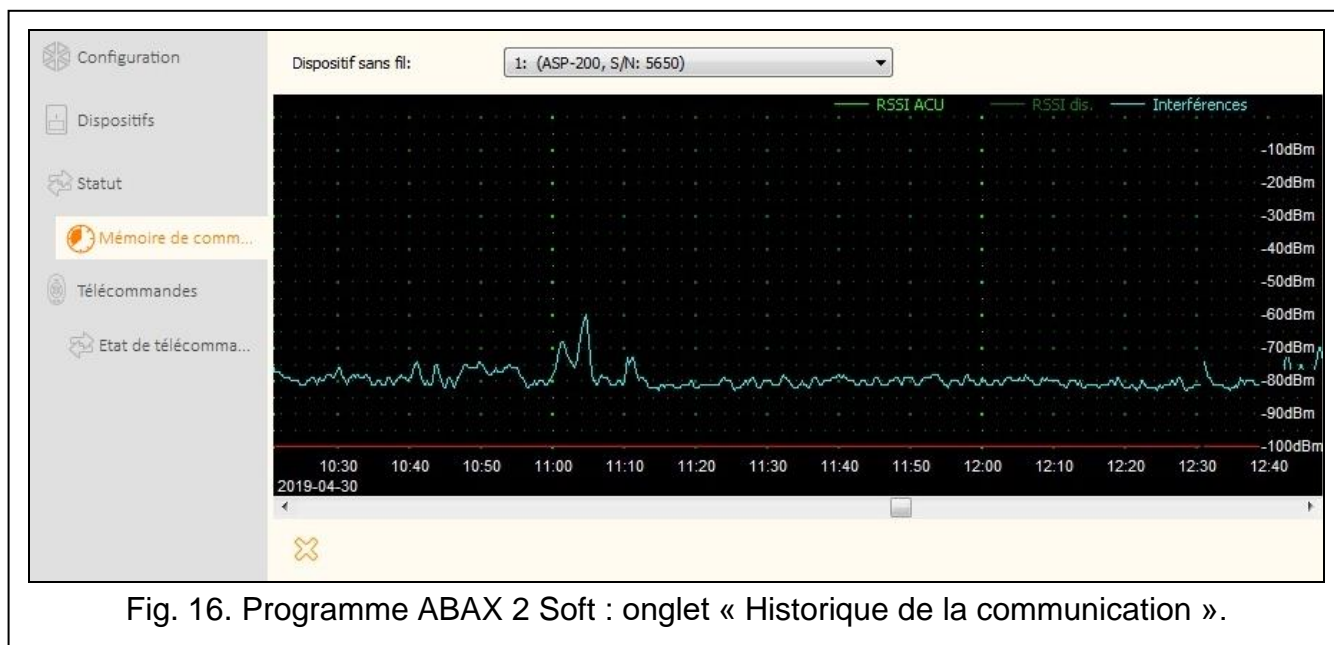 Configuration
Dispositifs
Statut
Mémoire de comm...
Télécommandes
Etat de télécomma...
Dispositif sans fil:
1: (ASP-200, S/N: 5650)
RSSI ACU RSSI dis. Interférences
-10dBm
-20dBm
-30dBm
-40dBm
-50dBm
-60dBm
-70dBm
-80dBm
-90dBm
-100dBm
10:30 10:40 10:50 11:00 11:10 11:20 11:30 11:40 11:50 12:00 12:10 12:20 12:30 12:40
2019-04-30
Fig. 16. Programme ABAX 2 Soft : onglet « Historique de la communication ».